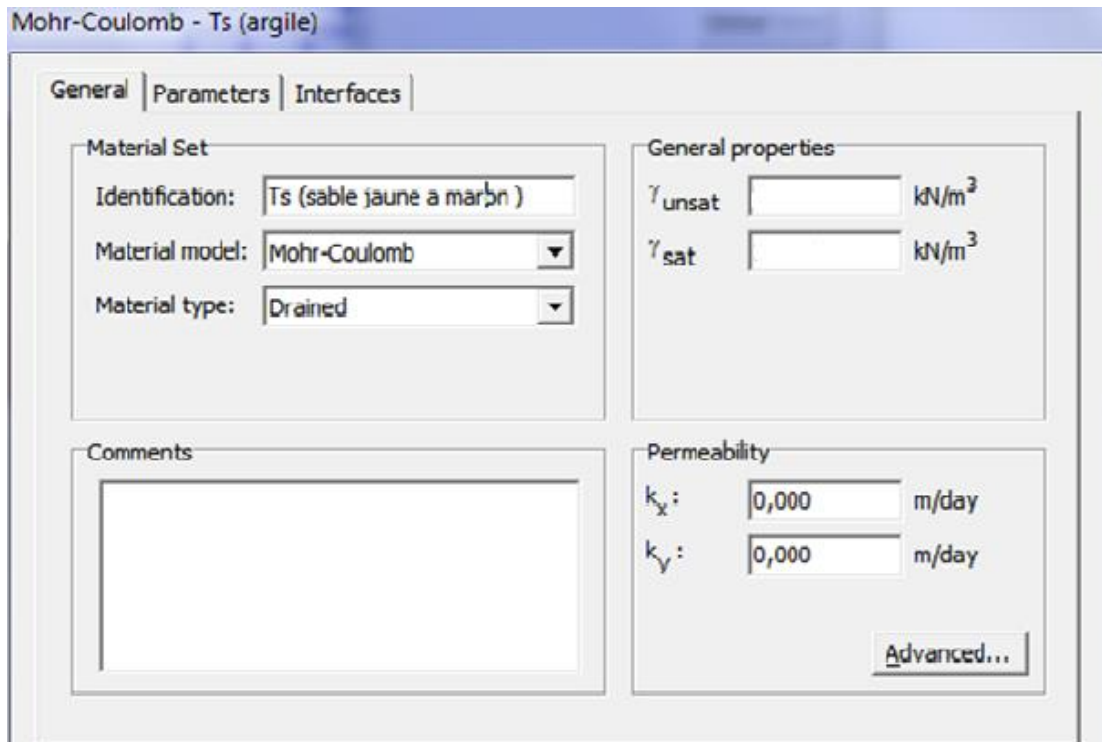 Mohr-Coulomb - Ts (argile)
General Parameters Interfaces
Material Set
Identification: Ts (sable jaune a maron )
Material model: Mohr-Coulomb
Material type: Drained
General properties
γunsat kN/m³
γsat kN/m³
Comments
Permeability
kx : 0,000 m/day
ky : 0,000 m/day
Advanced...